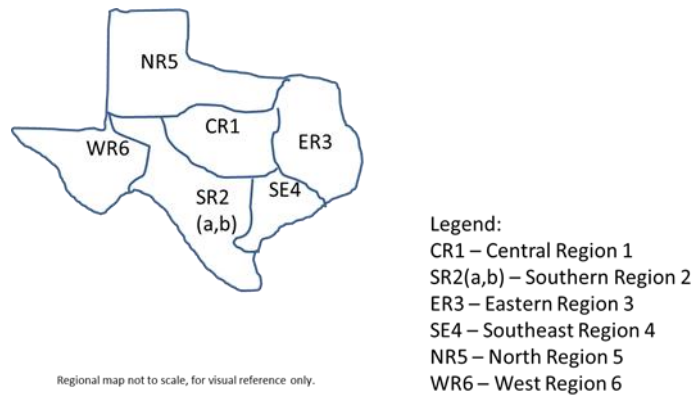 NR5
CR1
ER3
WR6
SR2
(a,b)
SE4
Legend:
CR1 – Central Region 1
SR2(a,b) – Southern Region 2
ER3 – Eastern Region 3
SE4 – Southeast Region 4
NR5 – North Region 5
WR6 – West Region 6
Regional map not to scale, for visual reference only.